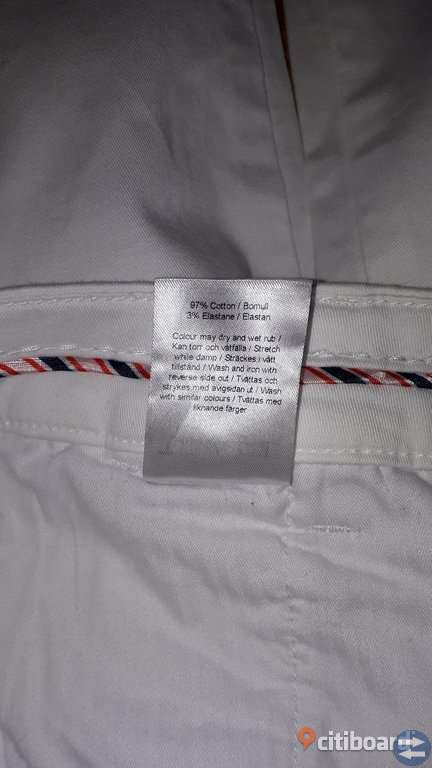 97% Cotton / Bomull
3% Elastane / Elastan
Colour may dry and wet rub /
Kan torr och våtfälla / Stretch
while damp / Sträckes i vått
tillstånd / Wash and iron with
reverse side out / Tvättas och
strykes med avigsidan ut / Wash
with similar colours / Tvättas med
liknande färger
citiboard